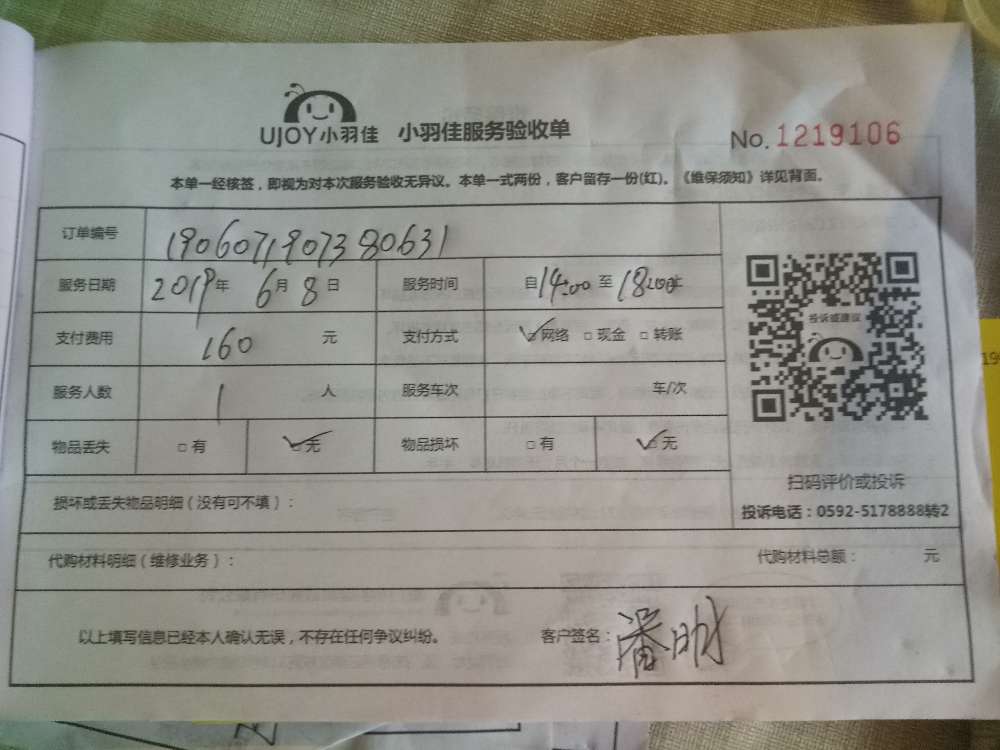 UJOY小羽佳 小羽佳服务验收单
No. 1219106
本单一经核签，即视为对本次服务验收无异议。本单一式两份，客户留存一份(红)。《维保须知》详见背面。
订单编号 1906071907380631
服务日期 2019年 6月 8日 服务时间 自14:00 至 18:00
支付费用 160 元 支付方式 ☑网络 □现金 □转账
投诉或建议
服务人数 1 人 服务车次 车/次
物品丢失 □有 ☑无 物品损坏 □有 ☑无
扫码评价或投诉
损坏或丢失物品明细（没有可不填）：
投诉电话：0592-5178888转2
代购材料明细（维修业务）： 代购材料总额： 元
以上填写信息已经本人确认无误，不存在任何争议纠纷。 客户签名：潘明